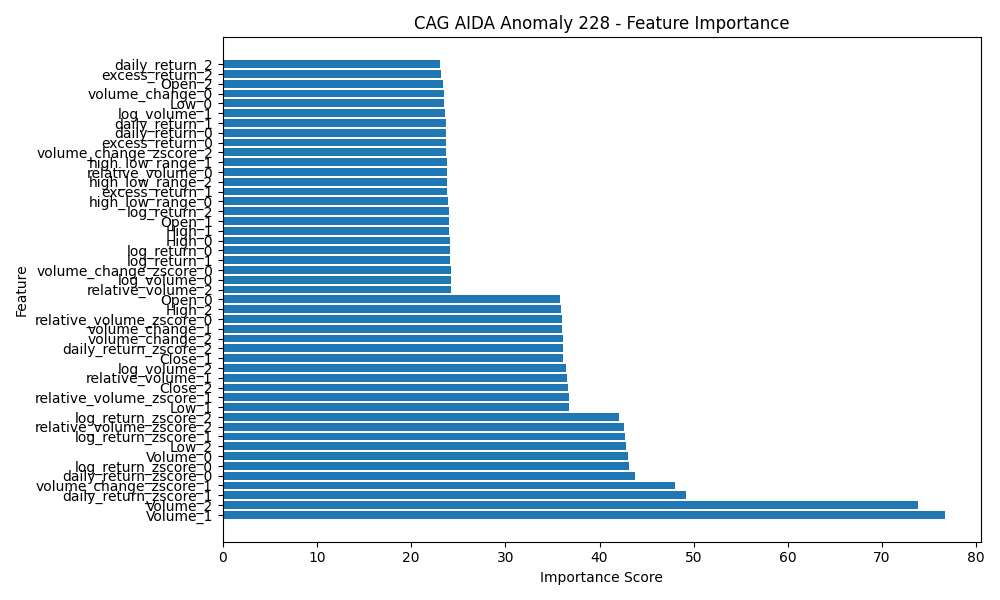 CAG AIDA Anomaly 228 - Feature Importance
daily_return_2
excess_return_2
Open_2
volume_change_0
Low_0
log_volume_1
daily_return_1
daily_return_0
excess_return_0
volume_change_zscore_2
high_low_range_1
relative_volume_0
high_low_range_2
excess_return_1
high_low_range_0
log_return_2
Open_1
High_1
High_0
log_return_0
log_return_1
volume_change_zscore_0
log_volume_0
relative_volume_2
Open_0
High_2
relative_volume_zscore_0
volume_change_1
volume_change_2
daily_return_zscore_2
Close_1
log_volume_2
relative_volume_1
Close_2
relative_volume_zscore_1
Low_1
log_return_zscore_2
relative_volume_zscore_2
log_return_zscore_1
Low_2
Volume_0
log_return_zscore_0
daily_return_zscore_0
volume_change_zscore_1
daily_return_zscore_1
Volume_2
Volume_1
Feature
0 10 20 30 40 50 60 70 80
Importance Score